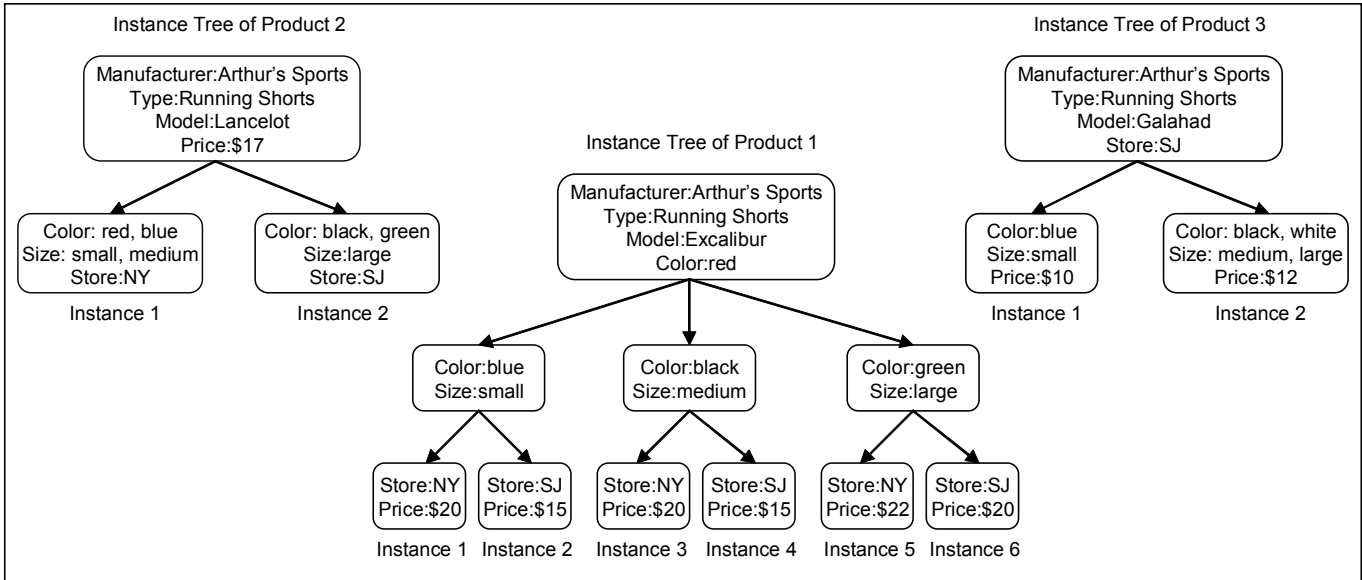 Instance Tree of Product 2
Manufacturer:Arthur's Sports
Type:Running Shorts
Model:Lancelot
Price:$17
Color: red, blue
Size: small, medium
Store:NY
Instance 1
Color: black, green
Size:large
Store:SJ
Instance 2
Instance Tree of Product 1
Manufacturer:Arthur's Sports
Type:Running Shorts
Model:Excalibur
Color:red
Color:blue
Size:small
Color:black
Size:medium
Color:green
Size:large
Store:NY
Price:$20
Instance 1
Store:SJ
Price:$15
Instance 2
Store:NY
Price:$20
Instance 3
Store:SJ
Price:$15
Instance 4
Store:NY
Price:$22
Instance 5
Store:SJ
Price:$20
Instance 6
Instance Tree of Product 3
Manufacturer:Arthur's Sports
Type:Running Shorts
Model:Galahad
Store:SJ
Color:blue
Size:small
Price:$10
Instance 1
Color: black, white
Size: medium, large
Price:$12
Instance 2